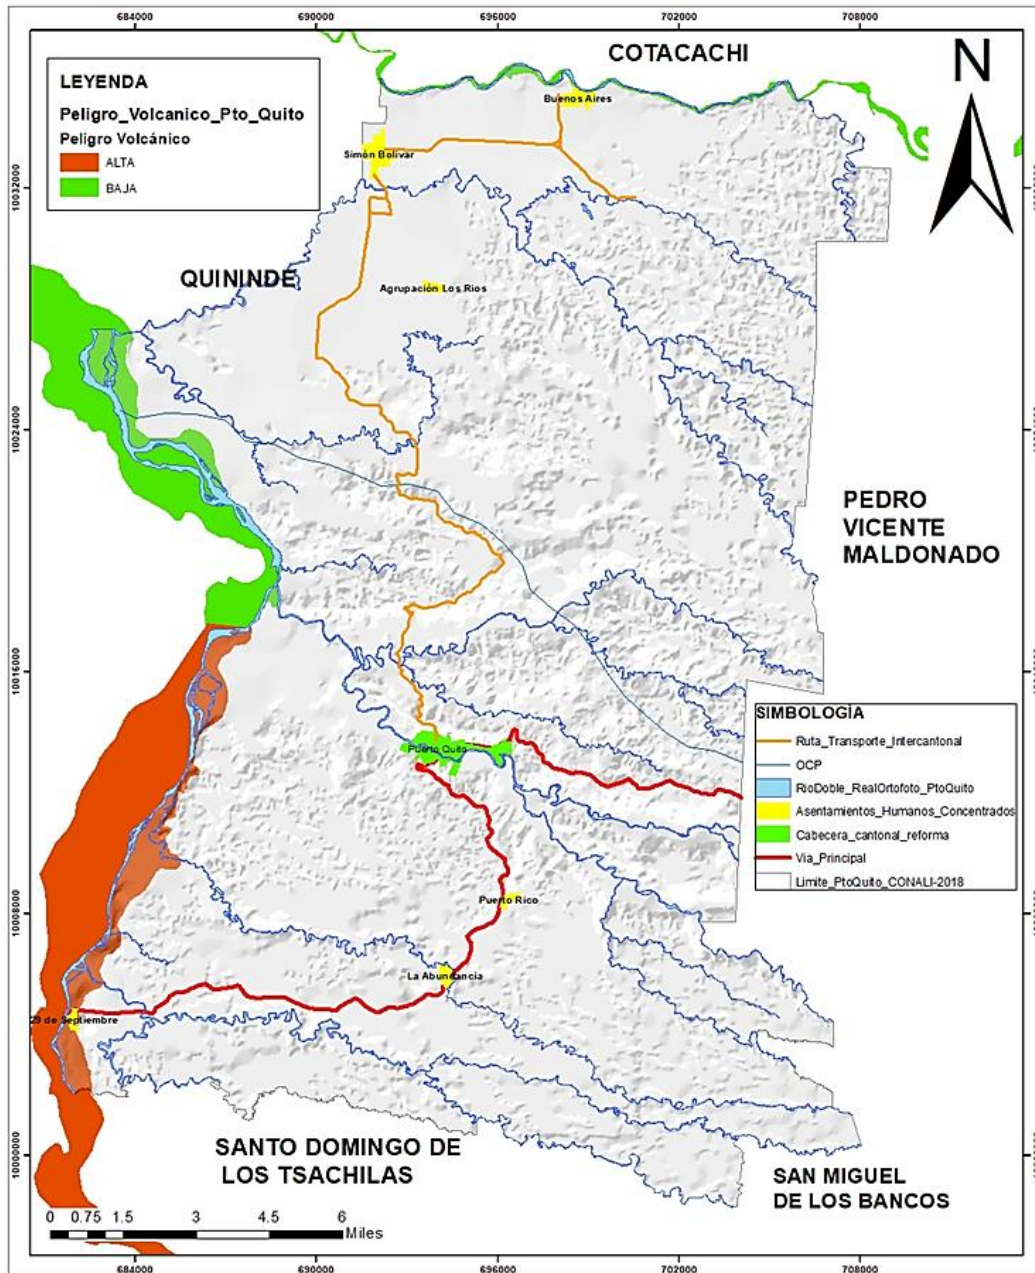 684000 690000 696000 702000 708000
COTACACHI
N
LEYENDA
Peligro_Volcanico_Pto_Quito
Peligro Volcánico
ALTA
BAJA
Buenos Aires
Simón Bolivar
10032000
QUININDE
Agrupación Los Rios
10024000
PEDRO
VICENTE
MALDONADO
10016000
SIMBOLOGÍA
Ruta_Transporte_Intercantonal
OCP
RioDoble_RealOrtofoto_PtoQuito
Asentamientos_Humanos_Concentrados
Cabecera_cantonal_reforma
Via_Principal
Limite_PtoQuito_CONALI-2018
Puerto Quito
Puerto Rico
10008000
La Abundancia
29 de Septiembre
SANTO DOMINGO DE
LOS TSACHILAS
SAN MIGUEL
DE LOS BANCOS
10000000
0 0.75 1.5 3 4.5 6
Miles
684000 690000 696000 702000 708000